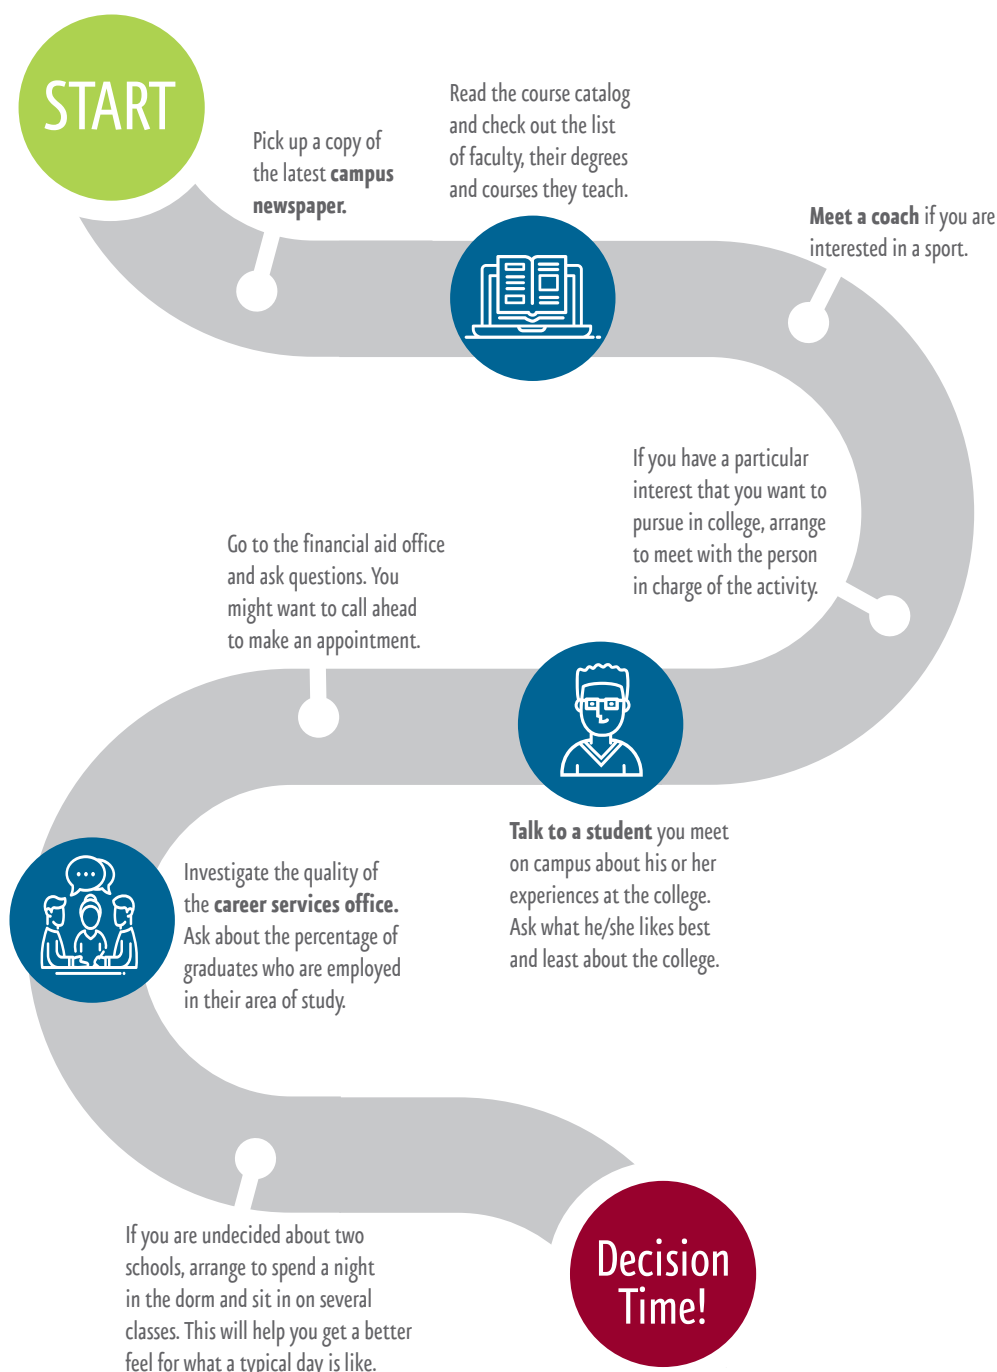 START
Pick up a copy of
the latest campus
newspaper.
Read the course catalog
and check out the list
of faculty, their degrees
and courses they teach.
Meet a coach if you are
interested in a sport.
If you have a particular
interest that you want to
pursue in college, arrange
to meet with the person
in charge of the activity.
Talk to a student you meet
on campus about his or her
experiences at the college.
Ask what he/she likes best
and least about the college.
Go to the financial aid office
and ask questions. You
might want to call ahead
to make an appointment.
Investigate the quality of
the career services office.
Ask about the percentage of
graduates who are employed
in their area of study.
If you are undecided about two
schools, arrange to spend a night
in the dorm and sit in on several
classes. This will help you get a better
feel for what a typical day is like.
Decision
Time!